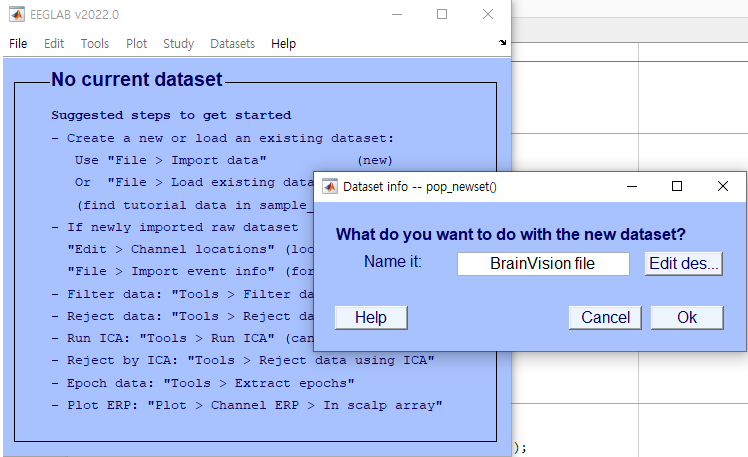 EEGLAB v2022.0
File Edit Tools Plot Study Datasets Help
No current dataset
Suggested steps to get started
- Create a new or load an existing dataset:
Use "File > Import data" (new)
Or "File > Load existing data
(find tutorial data in sample_
- If newly imported raw dataset
"Edit > Channel locations" (loo
"File > Import event info" (for
- Filter data: "Tools > Filter da
- Reject data: "Tools > Reject da
- Run ICA: "Tools > Run ICA" (can
- Reject by ICA: "Tools > Reject data using ICA"
- Epoch data: "Tools > Extract epochs"
- Plot ERP: "Plot > Channel ERP > In scalp array"
Dataset info -- pop_newset()
What do you want to do with the new dataset?
Name it: BrainVision file Edit des...
Help Cancel Ok
);